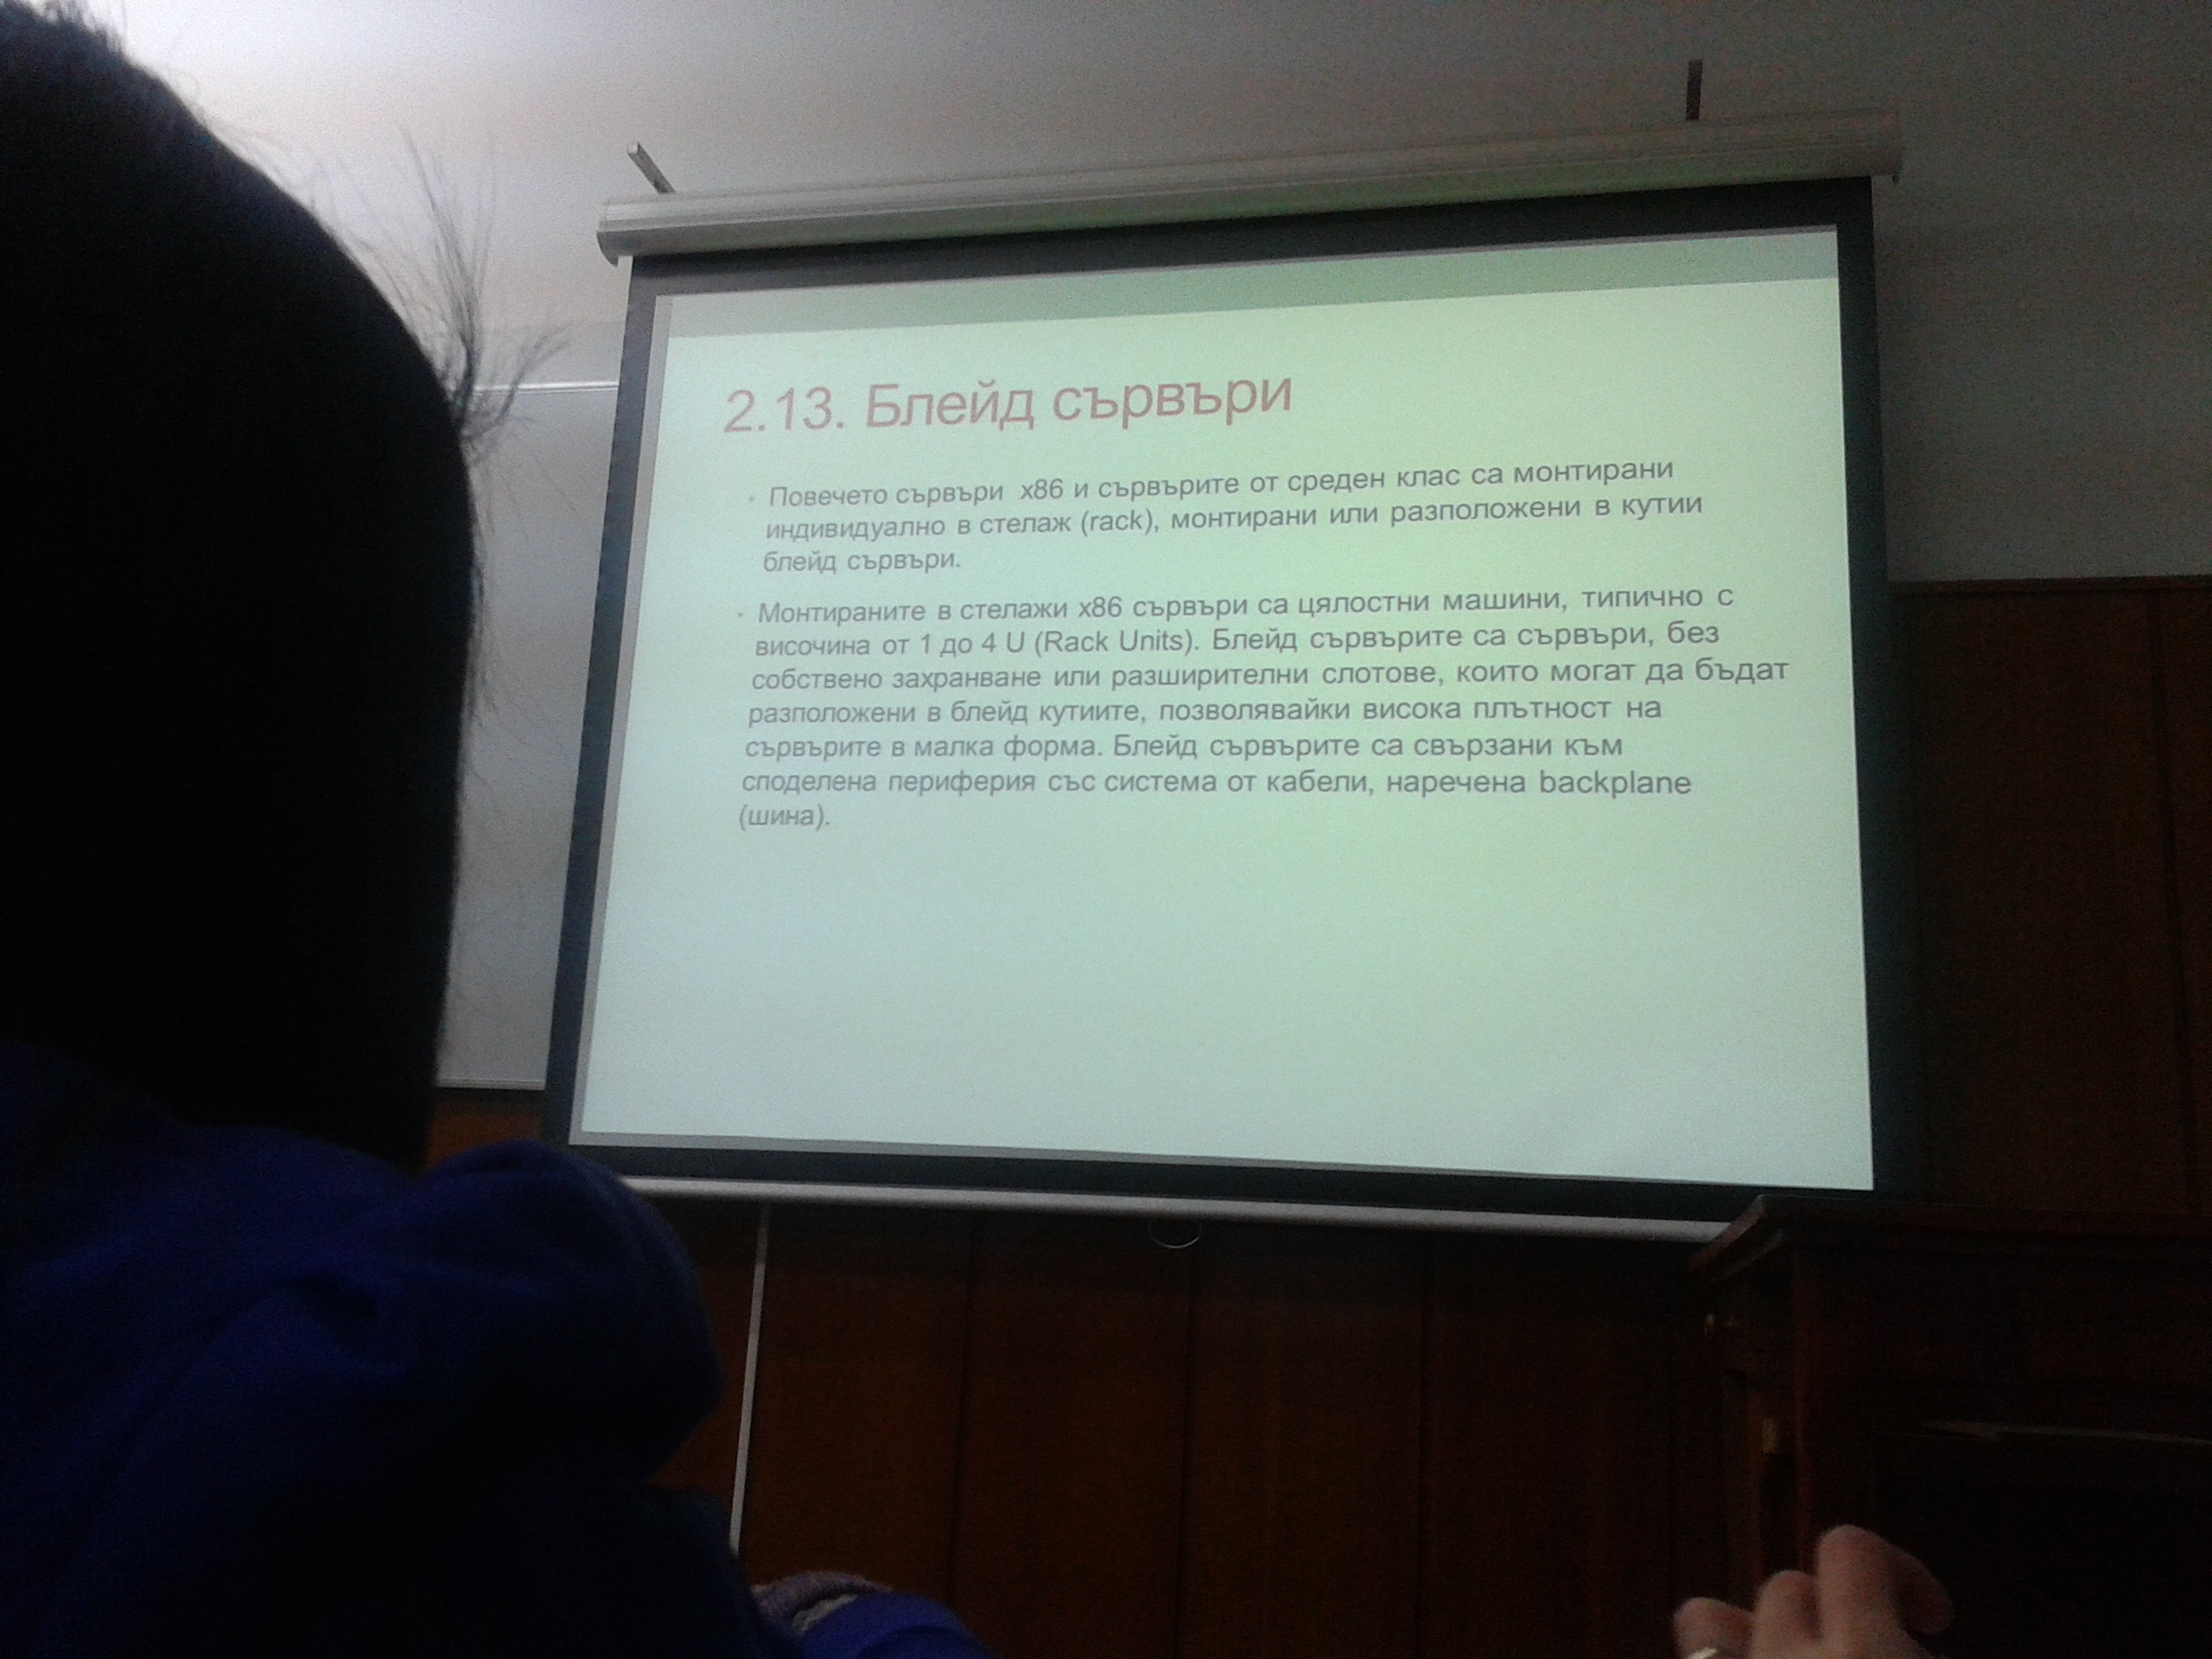 2.13. Блейд сървъри
• Повечето сървъри x86 и сървърите от среден клас са монтирани
индивидуално в стелаж (rack), монтирани или разположени в кутии
блейд сървъри.
• Монтираните в стелажи x86 сървъри са цялостни машини, типично с
височина от 1 до 4 U (Rack Units). Блейд сървърите са сървъри, без
собствено захранване или разширителни слотове, които могат да бъдат
разположени в блейд кутиите, позволявайки висока плътност на
сървърите в малка форма. Блейд сървърите са свързани към
споделена периферия със система от кабели, наречена backplane
(шина).